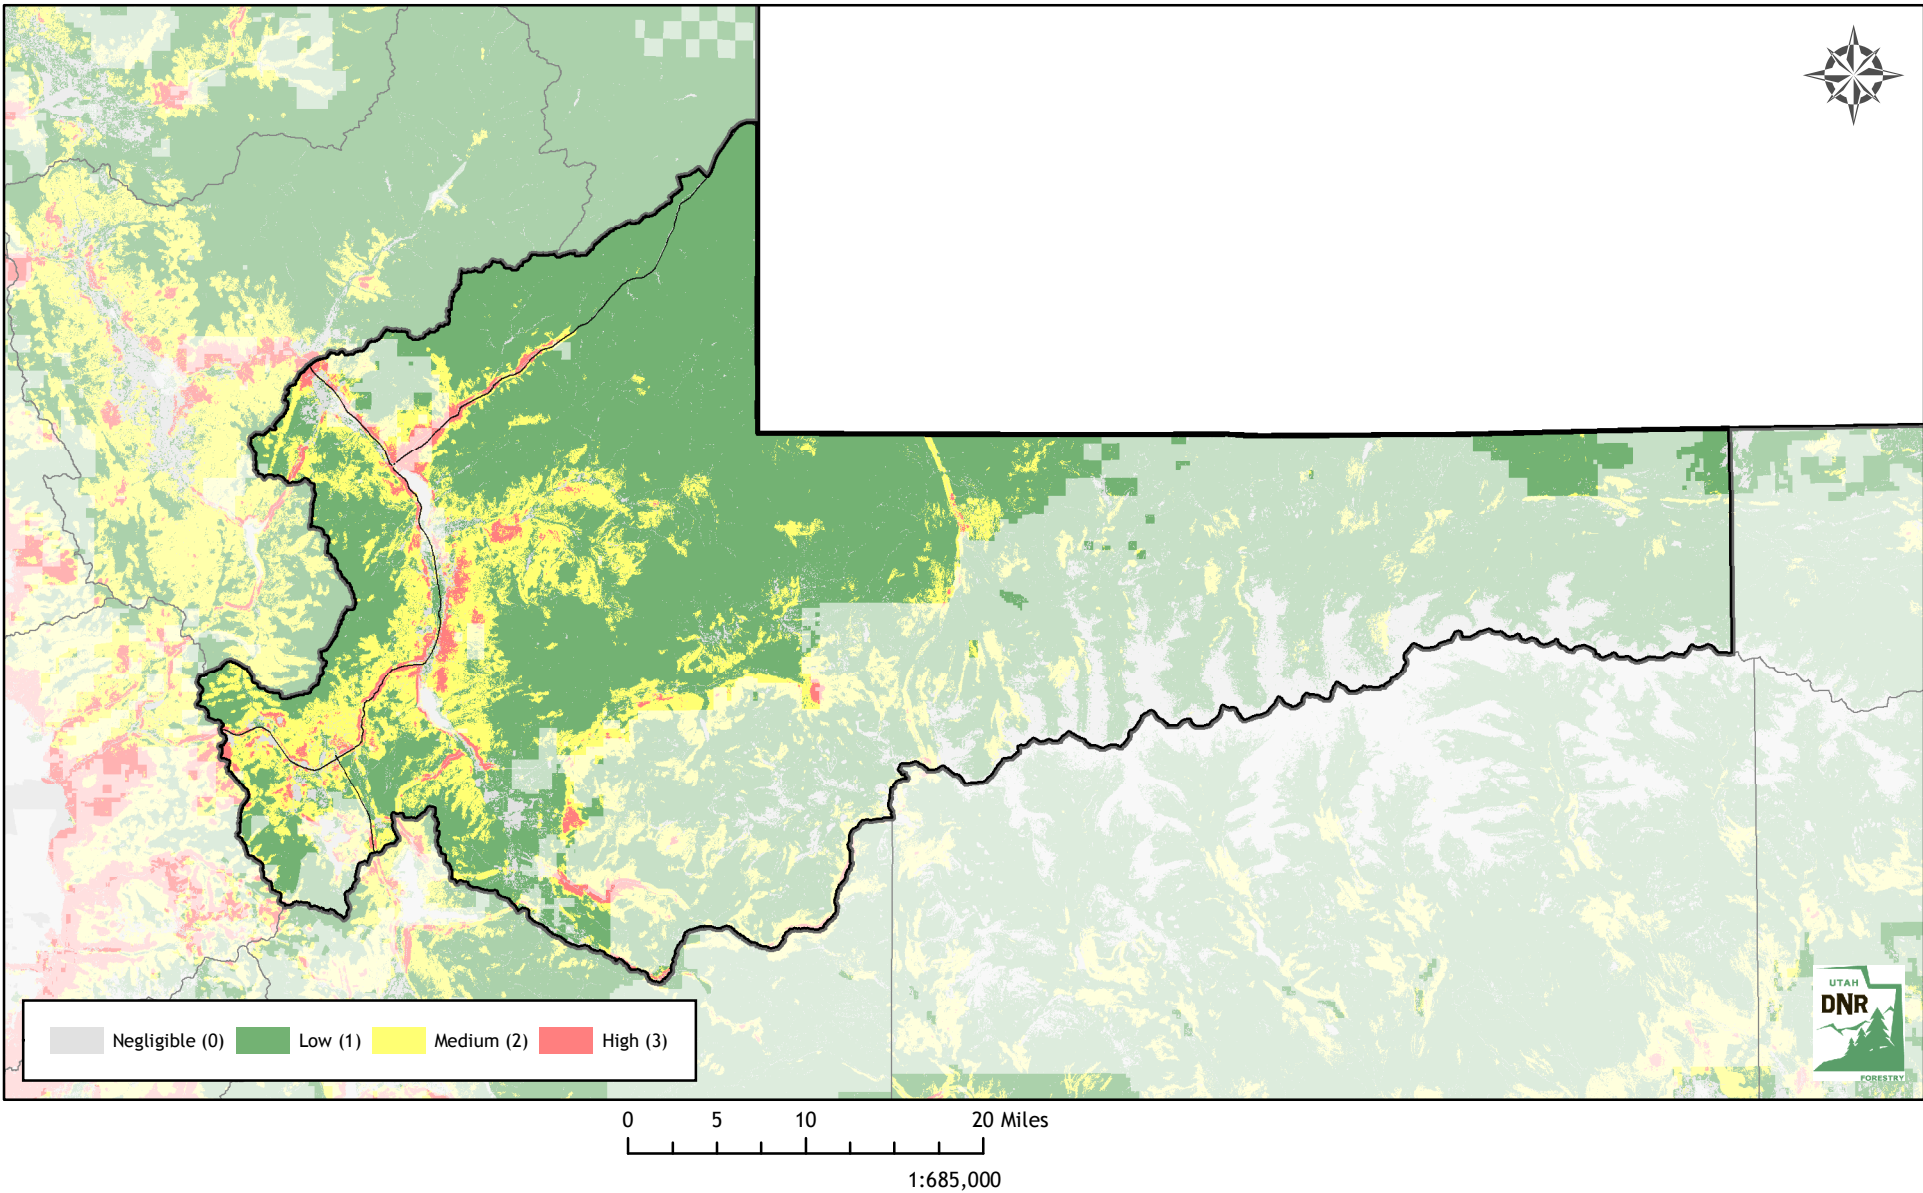 UTAH
DNR
FORESTRY
Negligible (0) Low (1) Medium (2) High (3)
0 5 10 20 Miles
1:685,000